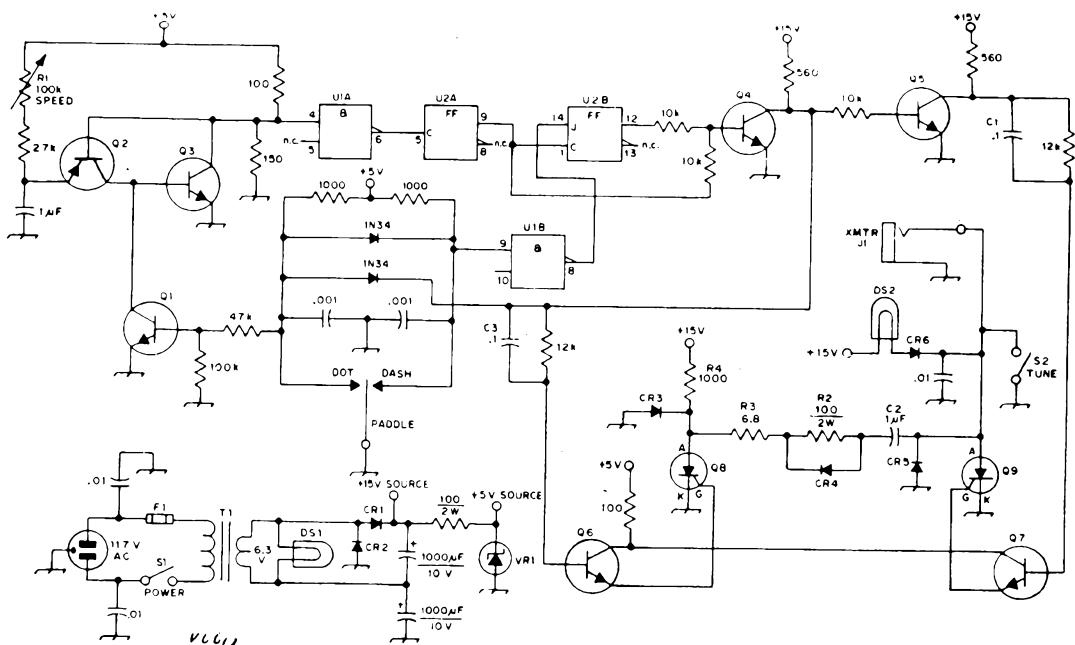 +5V
+15V
+15V
R1
100k
SPEED
100
560
560
27k
Q2
Q3
150
1µF
U1A
&
4
n.c.
5
6
U2A
FF
C
5
9
n.c.
8
U2B
FF
14
J
1
C
12
13
n.c.
10k
10k
Q4
10k
Q5
C1
.1
12k
+5V
1000
1000
1N34
1N34
U1B
&
9
10
8
Q1
47k
100k
.001
.001
DOT
DASH
PADDLE
C3
.1
12k
XMTR
J1
DS2
+15V
CR6
.01
S2
TUNE
+15V
R4
1000
CR3
R3
6.8
R2
100
2W
CR4
C2
1µF
CR5
A
K
G
Q8
A
G
K
Q9
+5V
100
Q6
Q7
.01
F1
T1
117 V
AC
S1
POWER
.01
6.3
V
DS1
CR1
CR2
+15V SOURCE
100
2W
+5V SOURCE
+
1000µF
10 V
+
1000µF
10 V
VR1